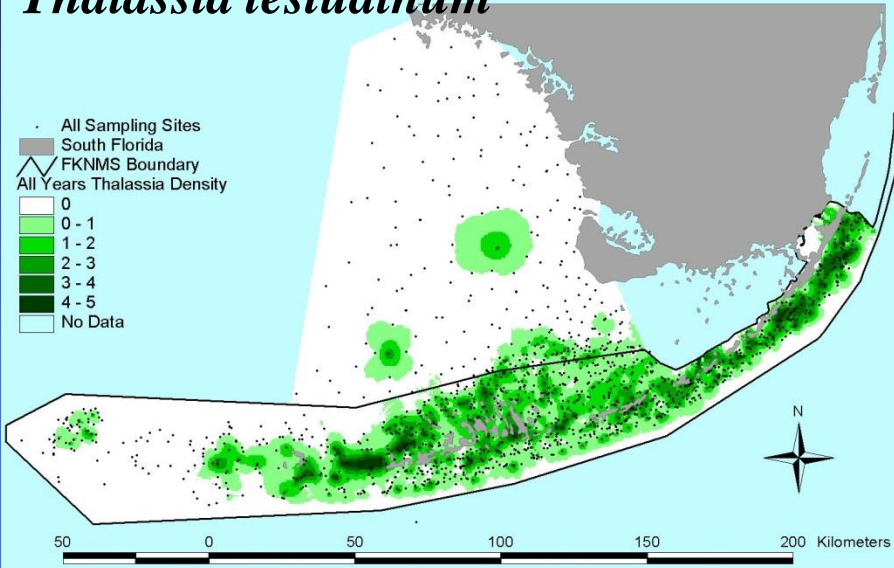 Thalassia testudinum
All Sampling Sites
South Florida
FKNMS Boundary
All Years Thalassia Density
0
0 - 1
1 - 2
2 - 3
3 - 4
4 - 5
No Data
N
50 0 50 100 150 200 Kilometers